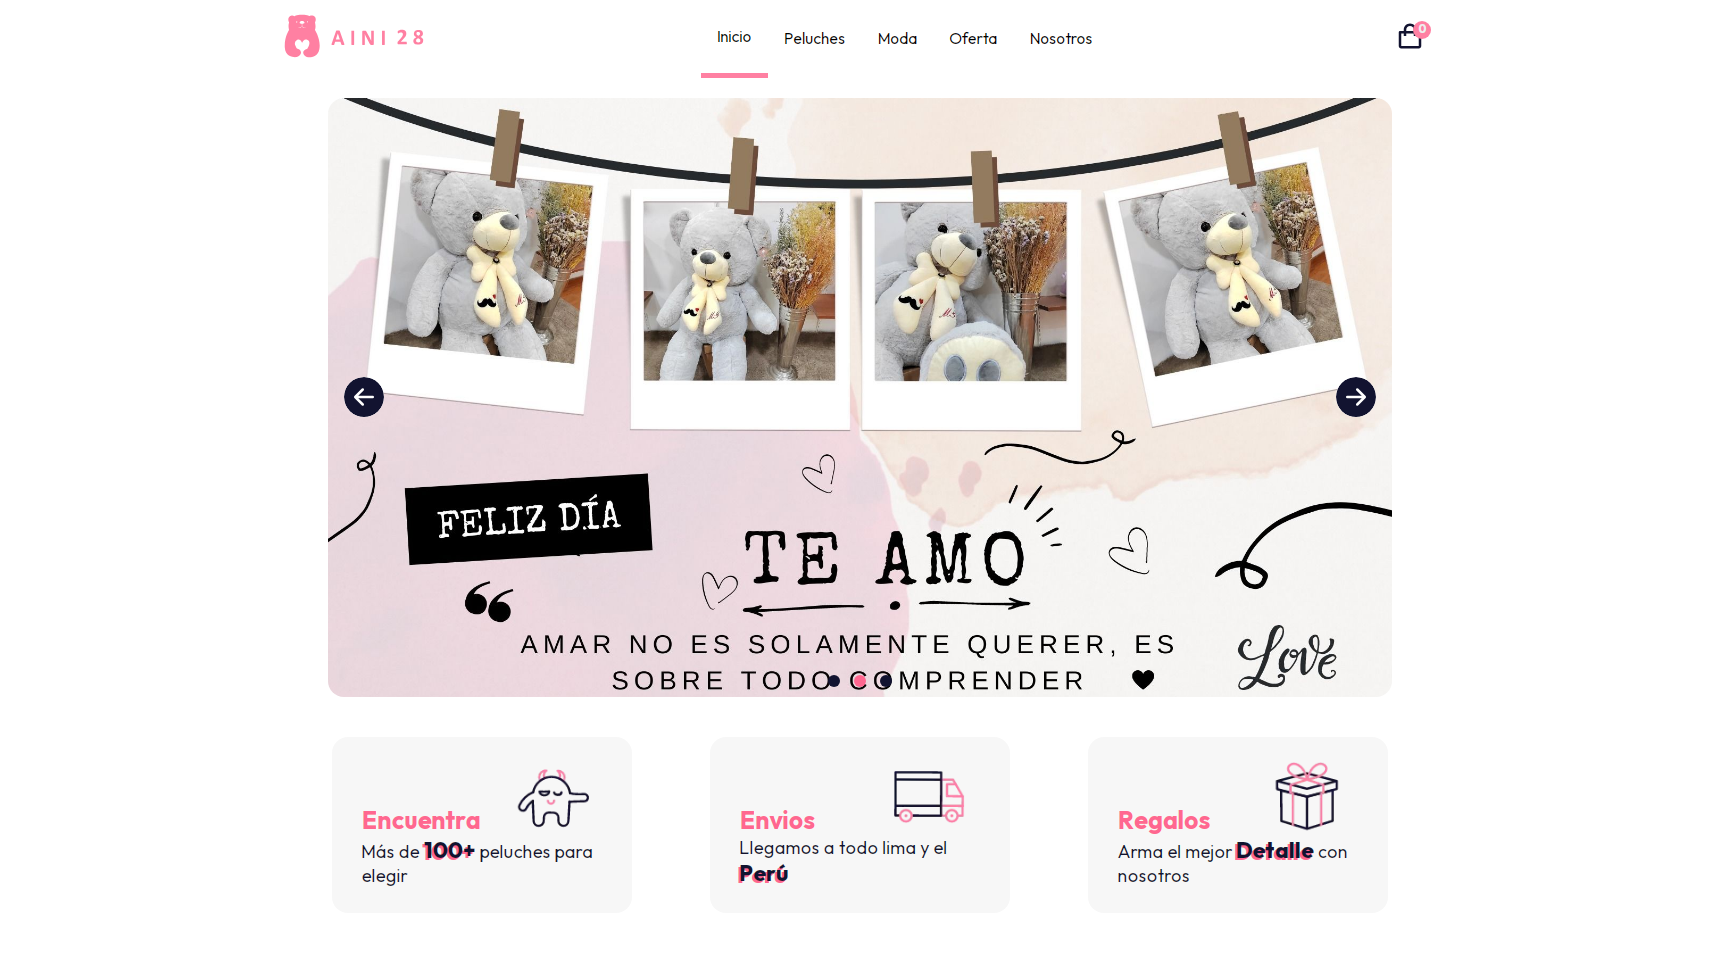 AINI 28
Inicio
Peluches
Moda
Oferta
Nosotros
0
FELIZ DÍA
TE AMO
AMAR NO ES SOLAMENTE QUERER, ES
SOBRE TODO COMPRENDER
Love
Encuentra
Más de 100+ peluches para
elegir
Envios
Llegamos a todo lima y el
Perú
Regalos
Arma el mejor Detalle con
nosotros